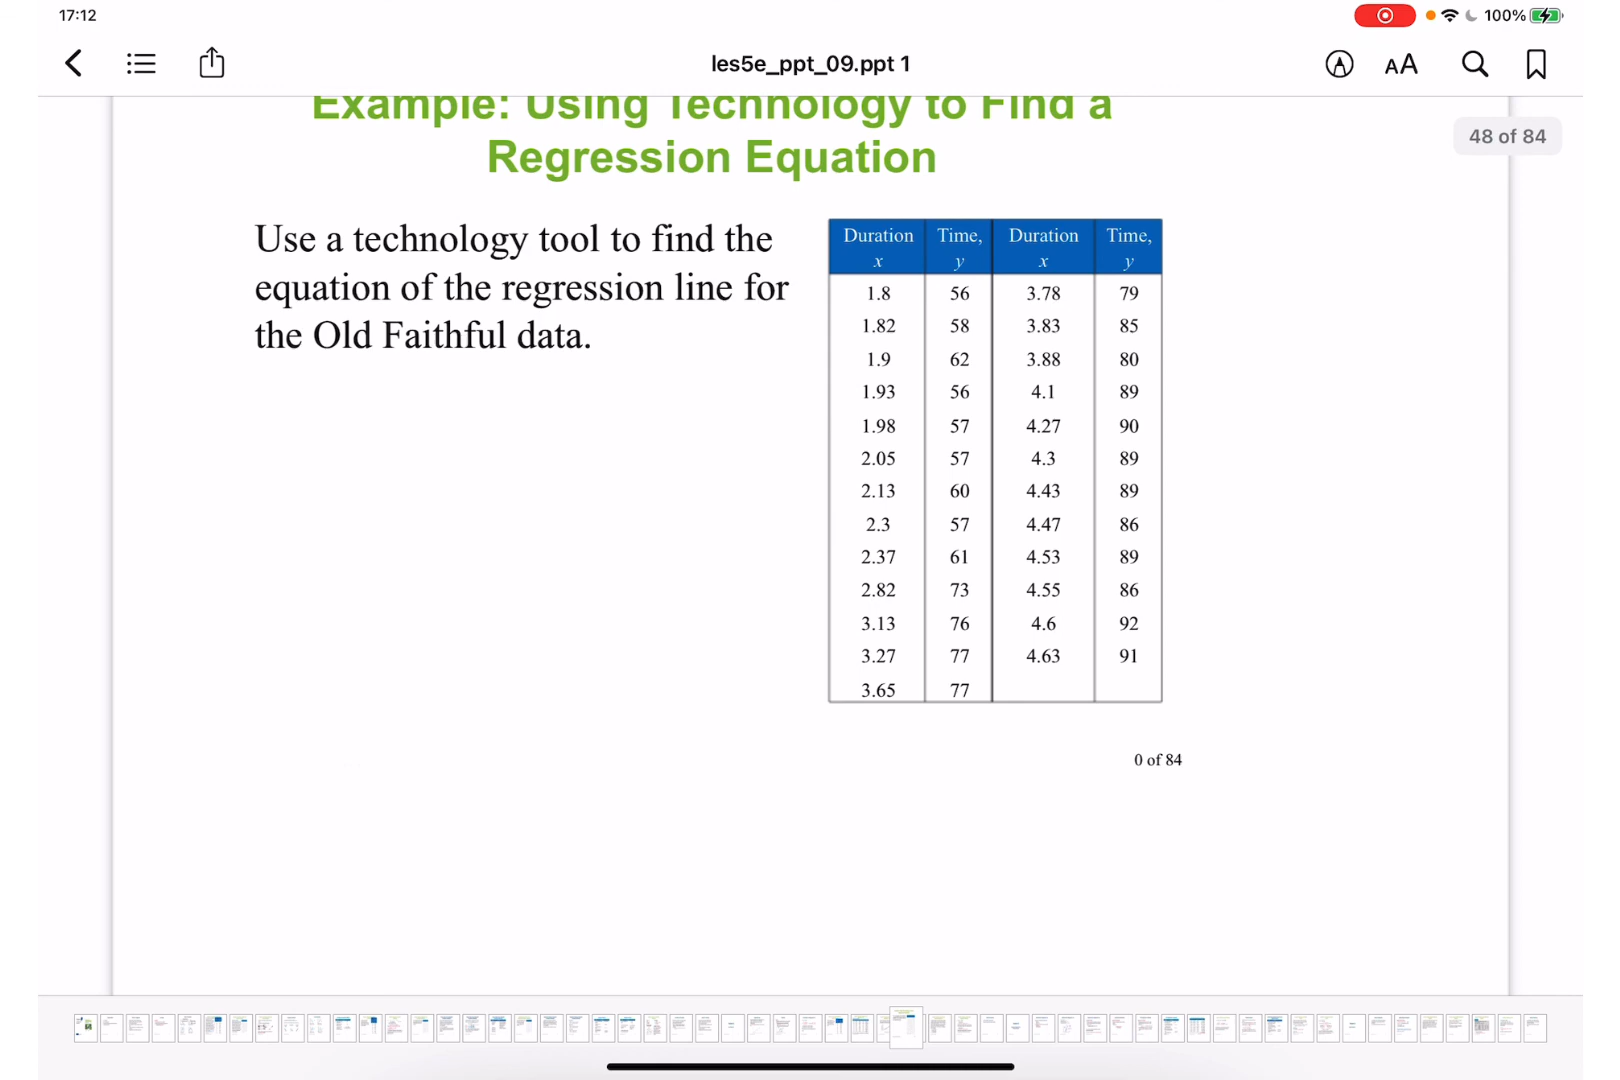 17:12
100%
les5e_ppt_09.ppt 1
AA
48 of 84
Example: Using Technology to Find a
Regression Equation
Use a technology tool to find the
equation of the regression line for
the Old Faithful data.
Duration Time, Duration Time,
x y x y
1.8 56 3.78 79
1.82 58 3.83 85
1.9 62 3.88 80
1.93 56 4.1 89
1.98 57 4.27 90
2.05 57 4.3 89
2.13 60 4.43 89
2.3 57 4.47 86
2.37 61 4.53 89
2.82 73 4.55 86
3.13 76 4.6 92
3.27 77 4.63 91
3.65 77
0 of 84